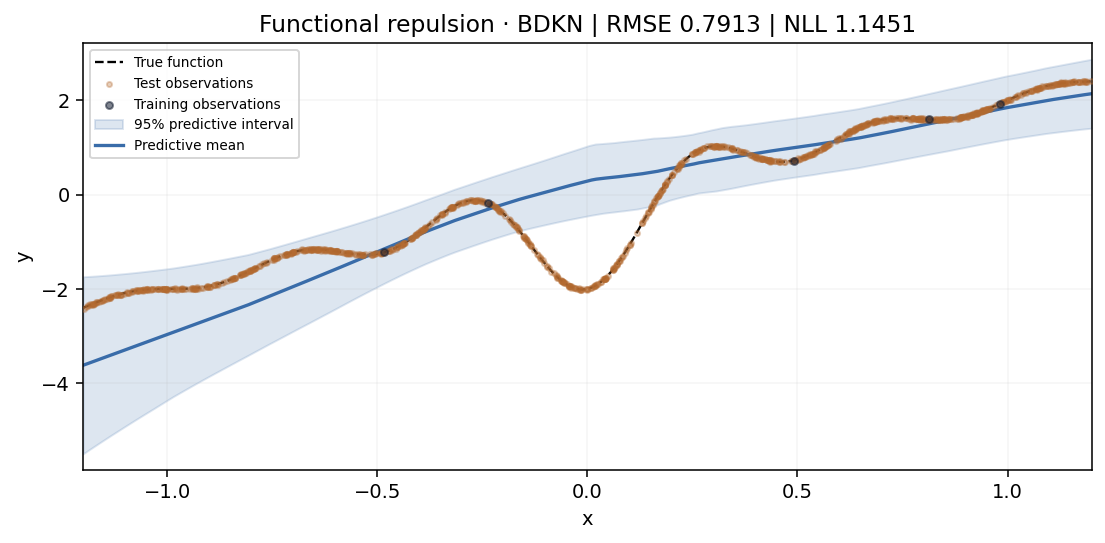 Functional repulsion · BDKN | RMSE 0.7913 | NLL 1.1451
True function
Test observations
Training observations
95% predictive interval
Predictive mean
2
0
−2
−4
y
−1.0
−0.5
0.0
0.5
1.0
x